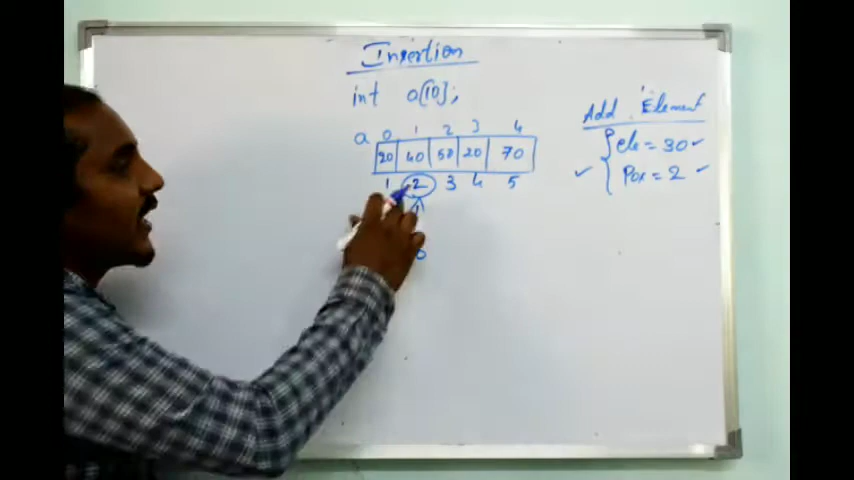 Insertion
int a[10];
Add Element
a 0 1 2 3 4
20 40 50 20 70
ele = 30
1 2 3 4 5
Pos = 2